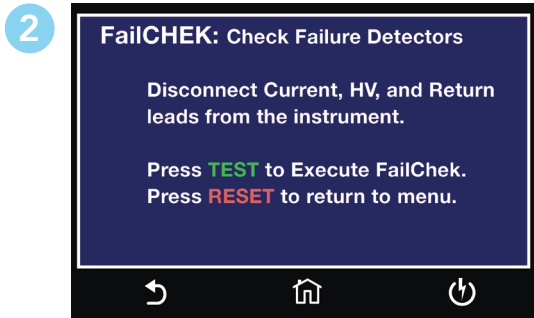 2
FailCHEK: Check Failure Detectors
Disconnect Current, HV, and Return
leads from the instrument.
Press TEST to Execute FailChek.
Press RESET to return to menu.